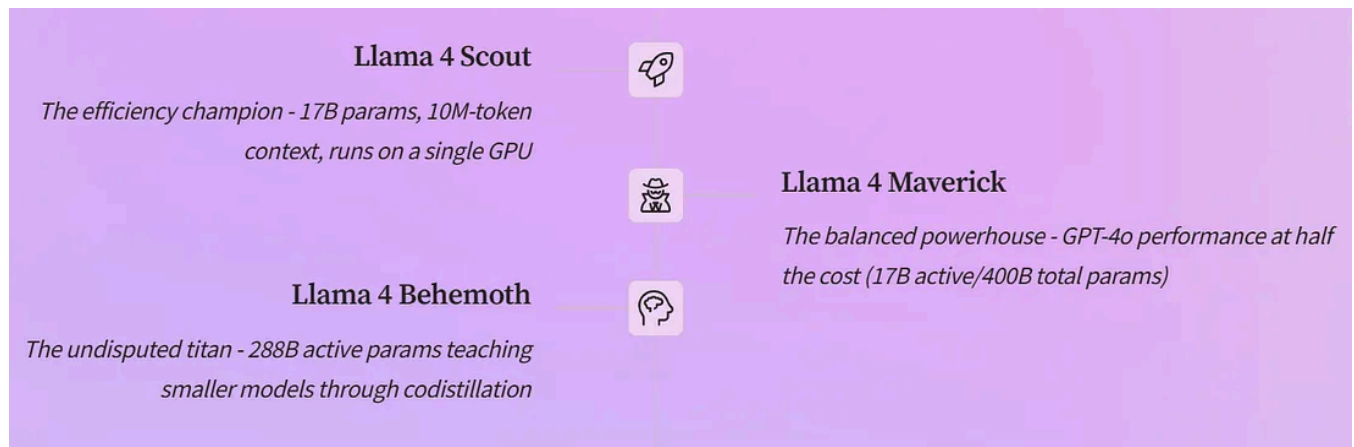 Llama 4 Scout
The efficiency champion - 17B params, 10M-token
context, runs on a single GPU
Llama 4 Maverick
The balanced powerhouse - GPT-4o performance at half
the cost (17B active/400B total params)
Llama 4 Behemoth
The undisputed titan - 288B active params teaching
smaller models through codistillation